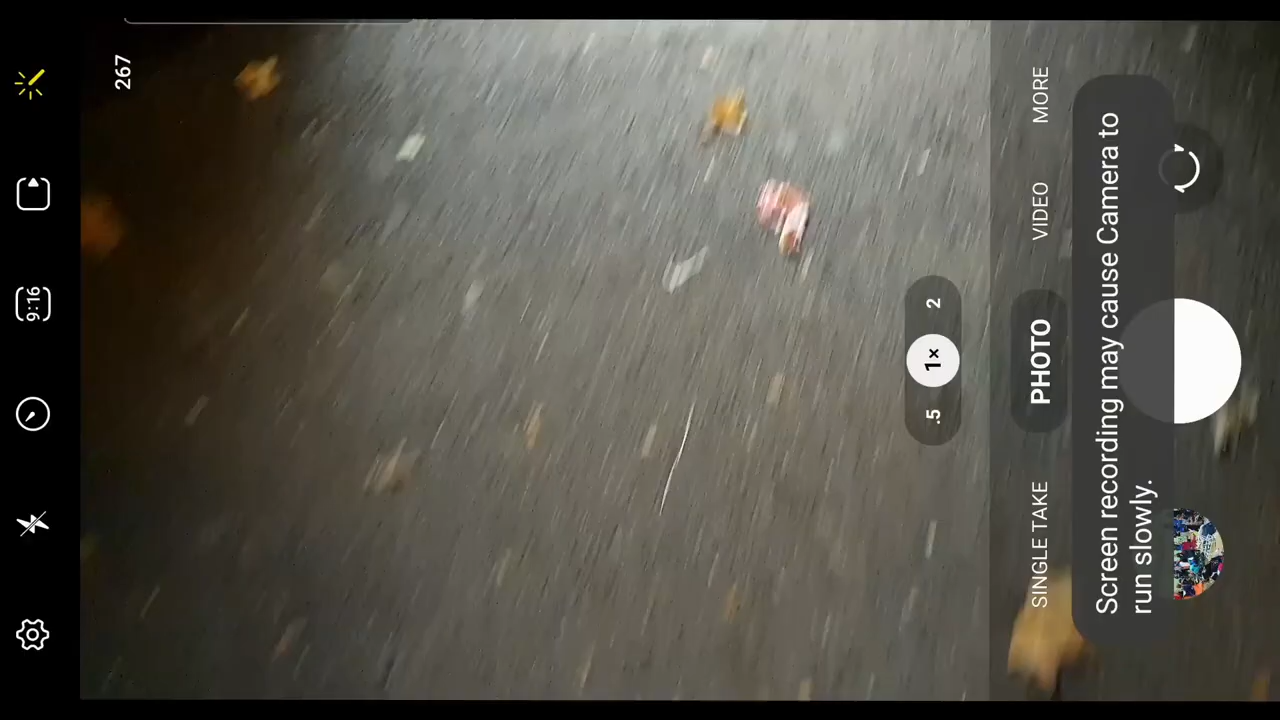 9:16
267
.5
1×
2
SINGLE TAKE
PHOTO
VIDEO
MORE
Screen recording may cause Camera to
run slowly.